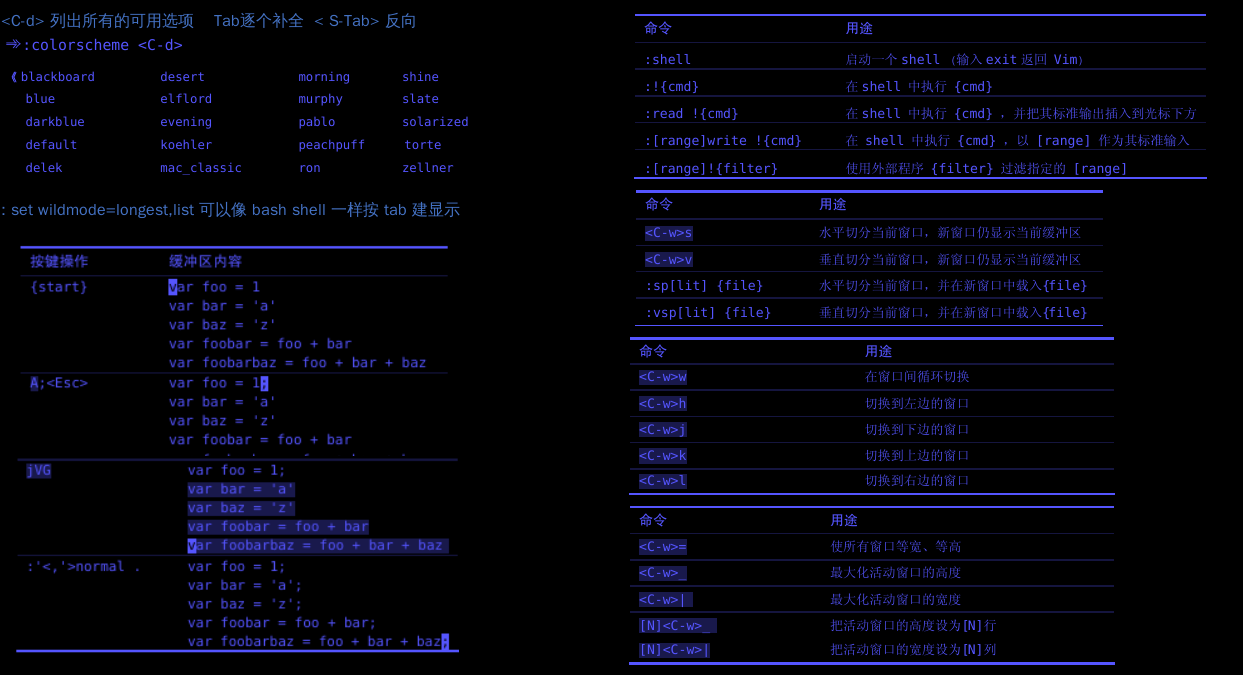 <C-d> 列出所有的可用选项 Tab逐个补全 < S-Tab> 反向
:colorscheme <C-d>
blackboard desert morning shine
blue elflord murphy slate
darkblue evening pablo solarized
default koehler peachpuff torte
delek mac_classic ron zellner
: set wildmode=longest,list 可以像 bash shell 一样按 tab 建显示
按键操作 缓冲区内容
{start} var foo = 1
var bar = 'a'
var baz = 'z'
var foobar = foo + bar
var foobarbaz = foo + bar + baz
A;<Esc> var foo = 1;
var bar = 'a'
var baz = 'z'
var foobar = foo + bar
jVG var foo = 1;
var bar = 'a'
var baz = 'z'
var foobar = foo + bar
var foobarbaz = foo + bar + baz
:'<,'>normal . var foo = 1;
var bar = 'a';
var baz = 'z';
var foobar = foo + bar;
var foobarbaz = foo + bar + baz;
命令 用途
:shell 启动一个 shell （输入 exit 返回 Vim）
:!{cmd} 在 shell 中执行 {cmd}
:read !{cmd} 在 shell 中执行 {cmd} ，并把其标准输出插入到光标下方
:[range]write !{cmd} 在 shell 中执行 {cmd} ，以 [range] 作为其标准输入
:[range]!{filter} 使用外部程序 {filter} 过滤指定的 [range]
命令 用途
<C-w>s 水平切分当前窗口，新窗口仍显示当前缓冲区
<C-w>v 垂直切分当前窗口，新窗口仍显示当前缓冲区
:sp[lit] {file} 水平切分当前窗口，并在新窗口中载入{file}
:vsp[lit] {file} 垂直切分当前窗口，并在新窗口中载入{file}
命令 用途
<C-w>w 在窗口间循环切换
<C-w>h 切换到左边的窗口
<C-w>j 切换到下边的窗口
<C-w>k 切换到上边的窗口
<C-w>l 切换到右边的窗口
命令 用途
<C-w>= 使所有窗口等宽、等高
<C-w>_ 最大化活动窗口的高度
<C-w>| 最大化活动窗口的宽度
[N]<C-w>_ 把活动窗口的高度设为[N]行
[N]<C-w>| 把活动窗口的宽度设为[N]列